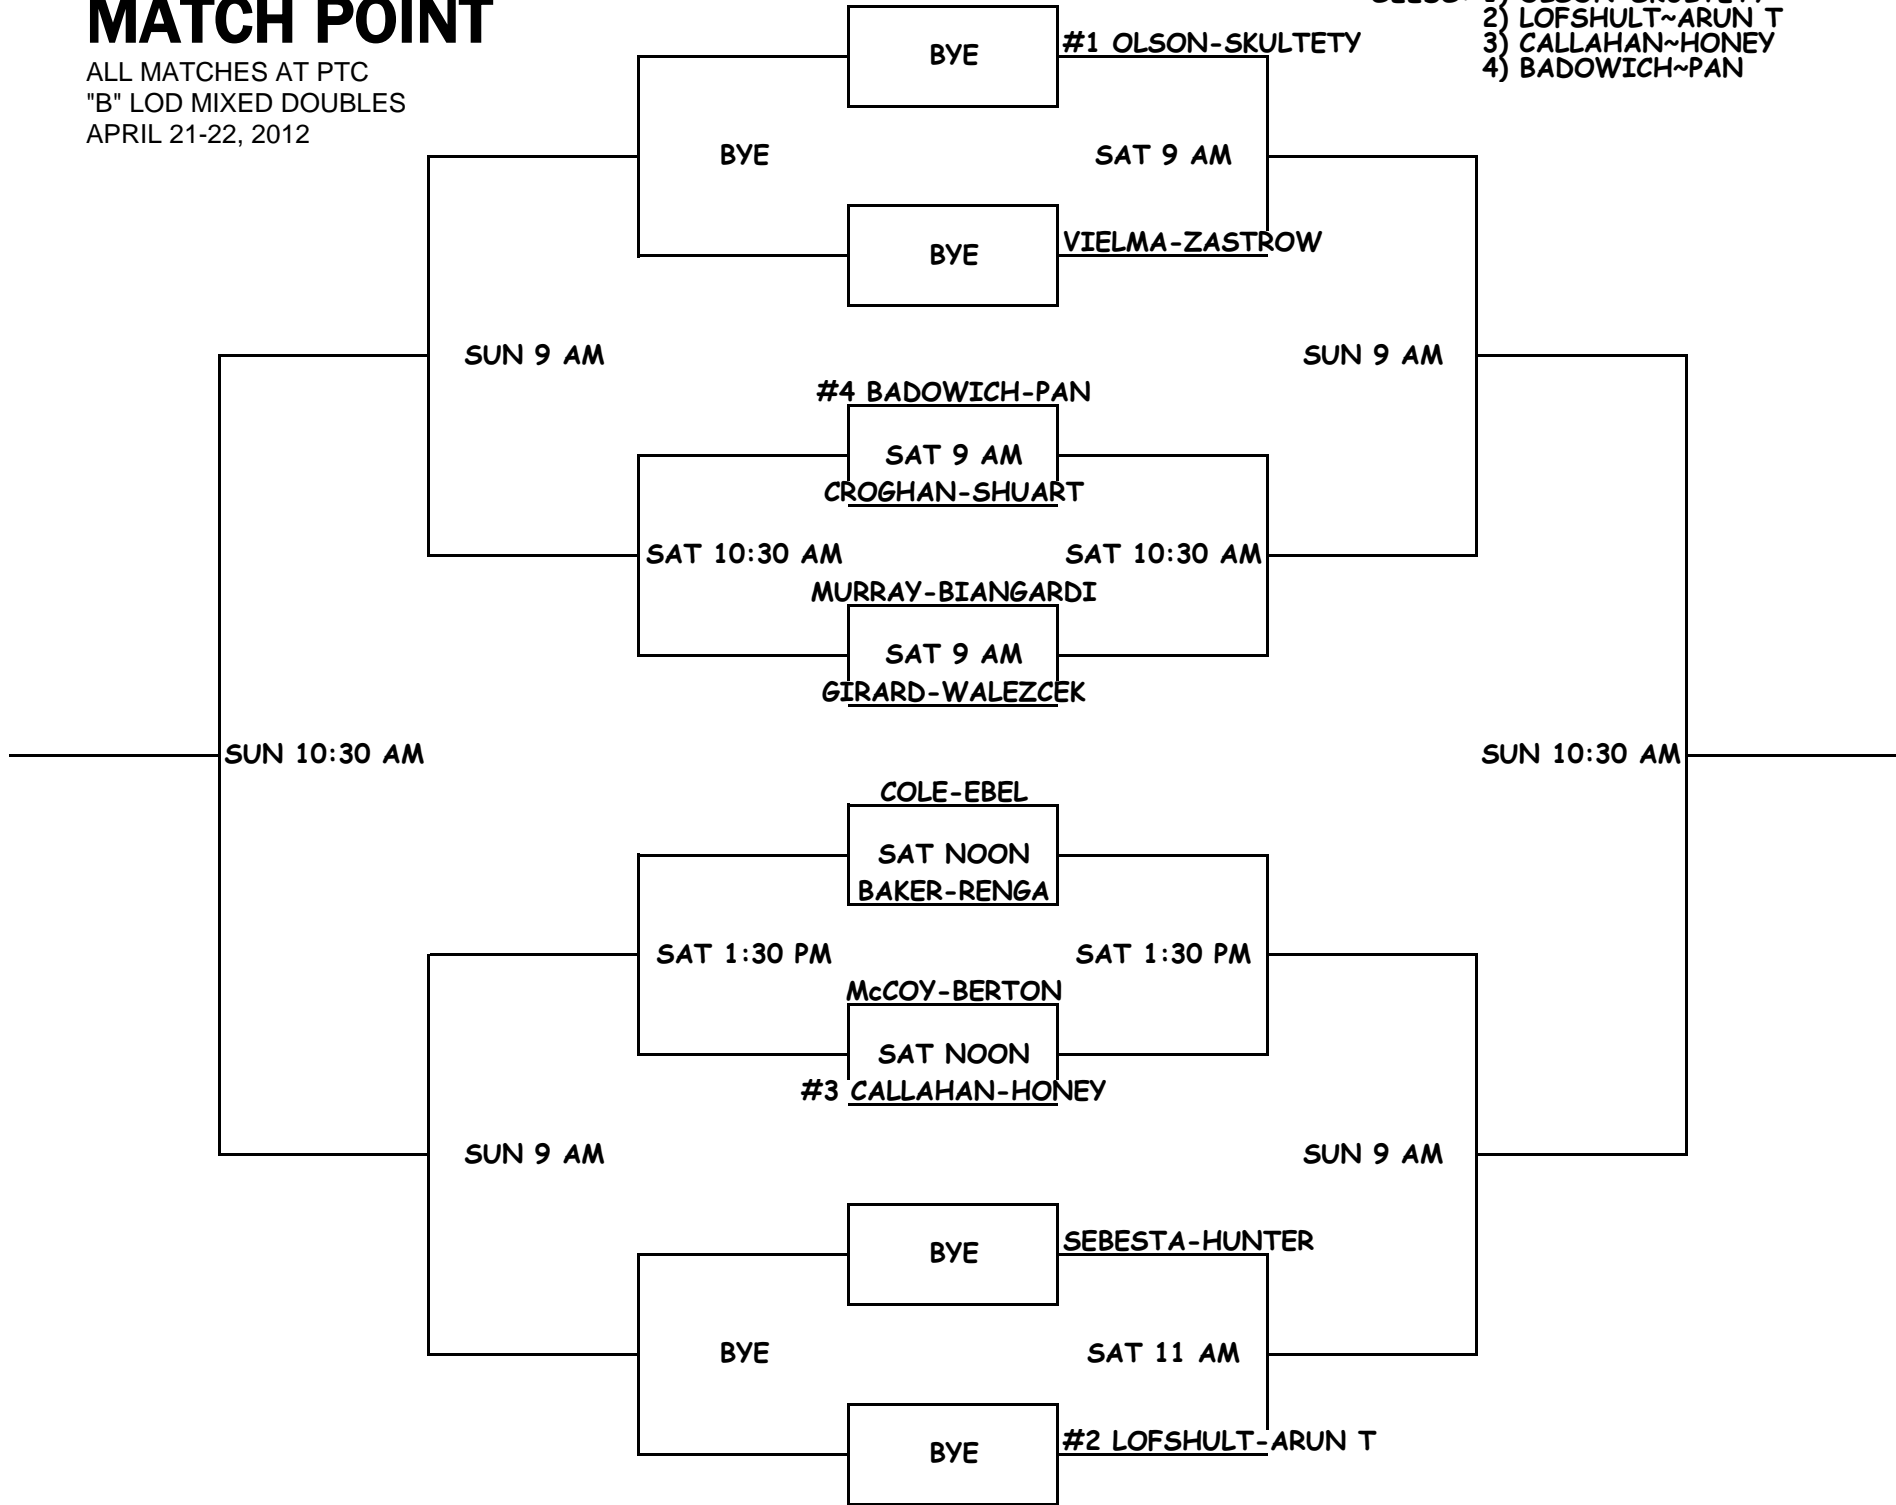 MATCH POINT
ALL MATCHES AT PTC
"B" LOD MIXED DOUBLES
APRIL 21-22, 2012
1) OLSON~SKULTETY
2) LOFSHULT~ARUN T
3) CALLAHAN~HONEY
4) BADOWICH~PAN
BYE
#1 OLSON-SKULTETY
BYE
SAT 9 AM
BYE
VIELMA-ZASTROW
SUN 9 AM
SUN 9 AM
#4 BADOWICH-PAN
SAT 9 AM
CROGHAN-SHUART
SAT 10:30 AM
SAT 10:30 AM
MURRAY-BIANGARDI
SAT 9 AM
GIRARD-WALEZCEK
SUN 10:30 AM
SUN 10:30 AM
COLE-EBEL
SAT NOON
BAKER-RENGA
SAT 1:30 PM
SAT 1:30 PM
McCOY-BERTON
SAT NOON
#3 CALLAHAN-HONEY
SUN 9 AM
SUN 9 AM
BYE
SEBESTA-HUNTER
BYE
SAT 11 AM
BYE
#2 LOFSHULT-ARUN T